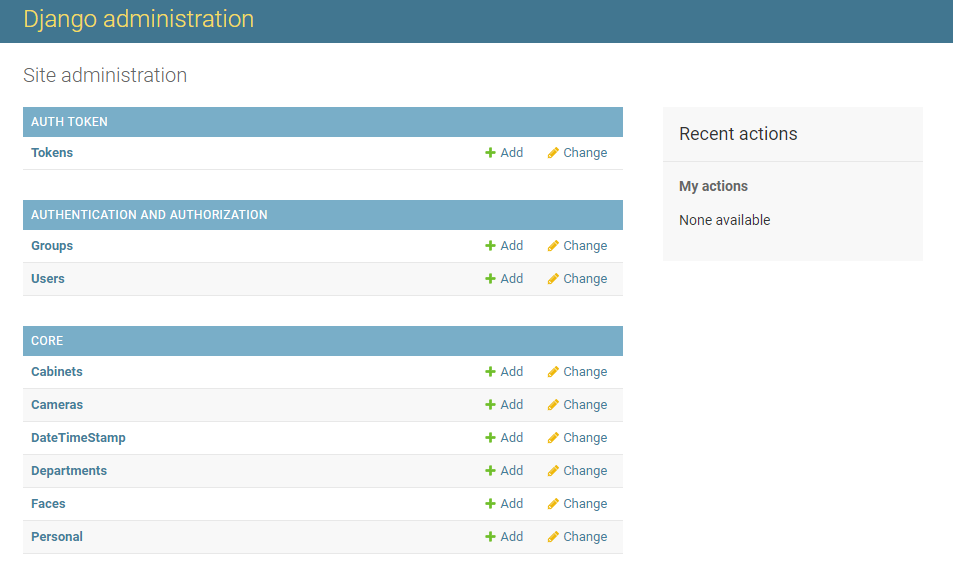 Django administration
Site administration
AUTH TOKEN
Tokens Add Change
AUTHENTICATION AND AUTHORIZATION
Groups Add Change
Users Add Change
CORE
Cabinets Add Change
Cameras Add Change
DateTimeStamp Add Change
Departments Add Change
Faces Add Change
Personal Add Change
Recent actions
My actions
None available